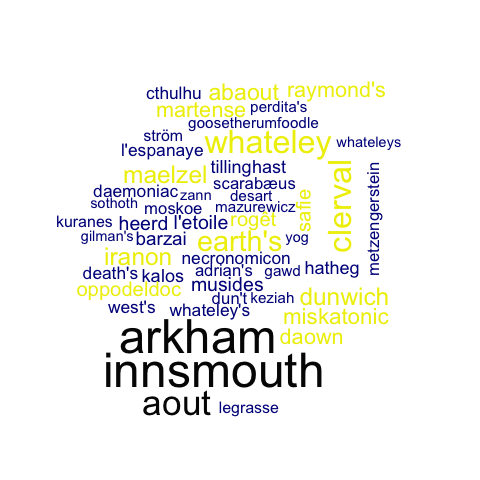 cthulhu abaout raymond's
martense perdita's
goosetherumfoodle
ström whateley whateleys
l'espanaye
maelzel tillinghast
scarabæus
daemoniac zann desart
sothoth moskoe mazurewicz safie clerval metzengerstein
kuranes heerd l'etoile rogêt
gilman's barzai earth's yog
iranon necronomicon
death's kalos adrian's gawd hatheg
oppodeldoc musides
dun't keziah dunwich
west's whateley's miskatonic
arkham daown
innsmouth
aout legrasse